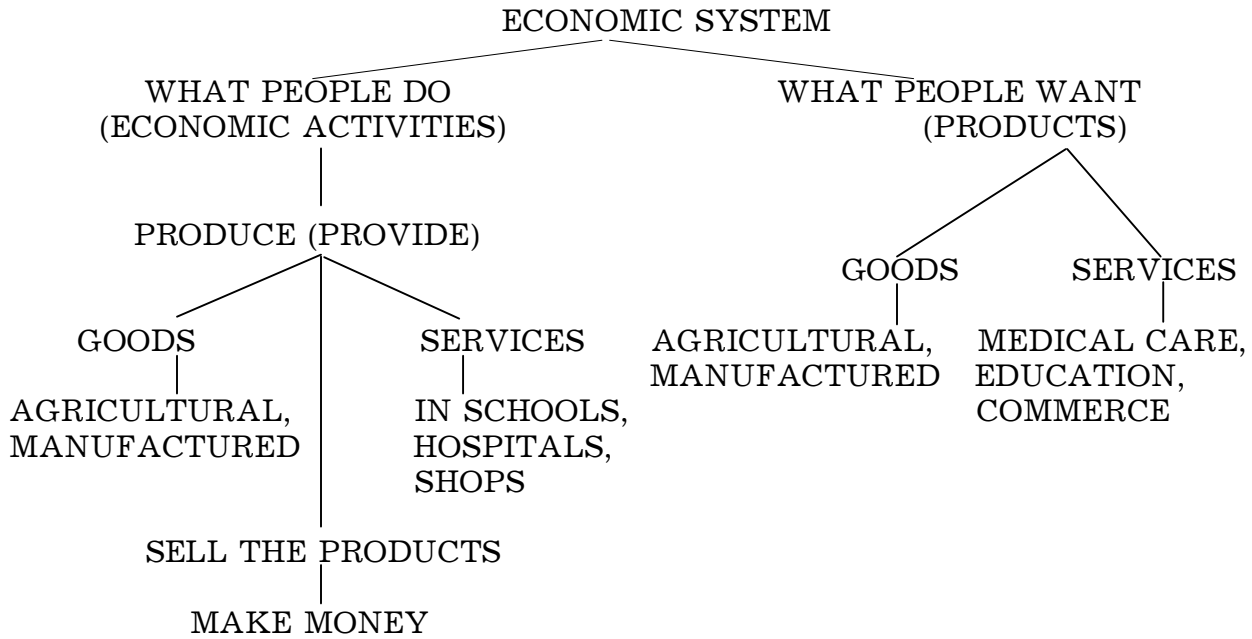 ECONOMIC SYSTEM
WHAT PEOPLE DO
(ECONOMIC ACTIVITIES)
PRODUCE (PROVIDE)
GOODS
AGRICULTURAL,
MANUFACTURED
SERVICES
IN SCHOOLS,
HOSPITALS,
SHOPS
SELL THE PRODUCTS
MAKE MONEY
WHAT PEOPLE WANT
(PRODUCTS)
GOODS
AGRICULTURAL,
MANUFACTURED
SERVICES
MEDICAL CARE,
EDUCATION,
COMMERCE